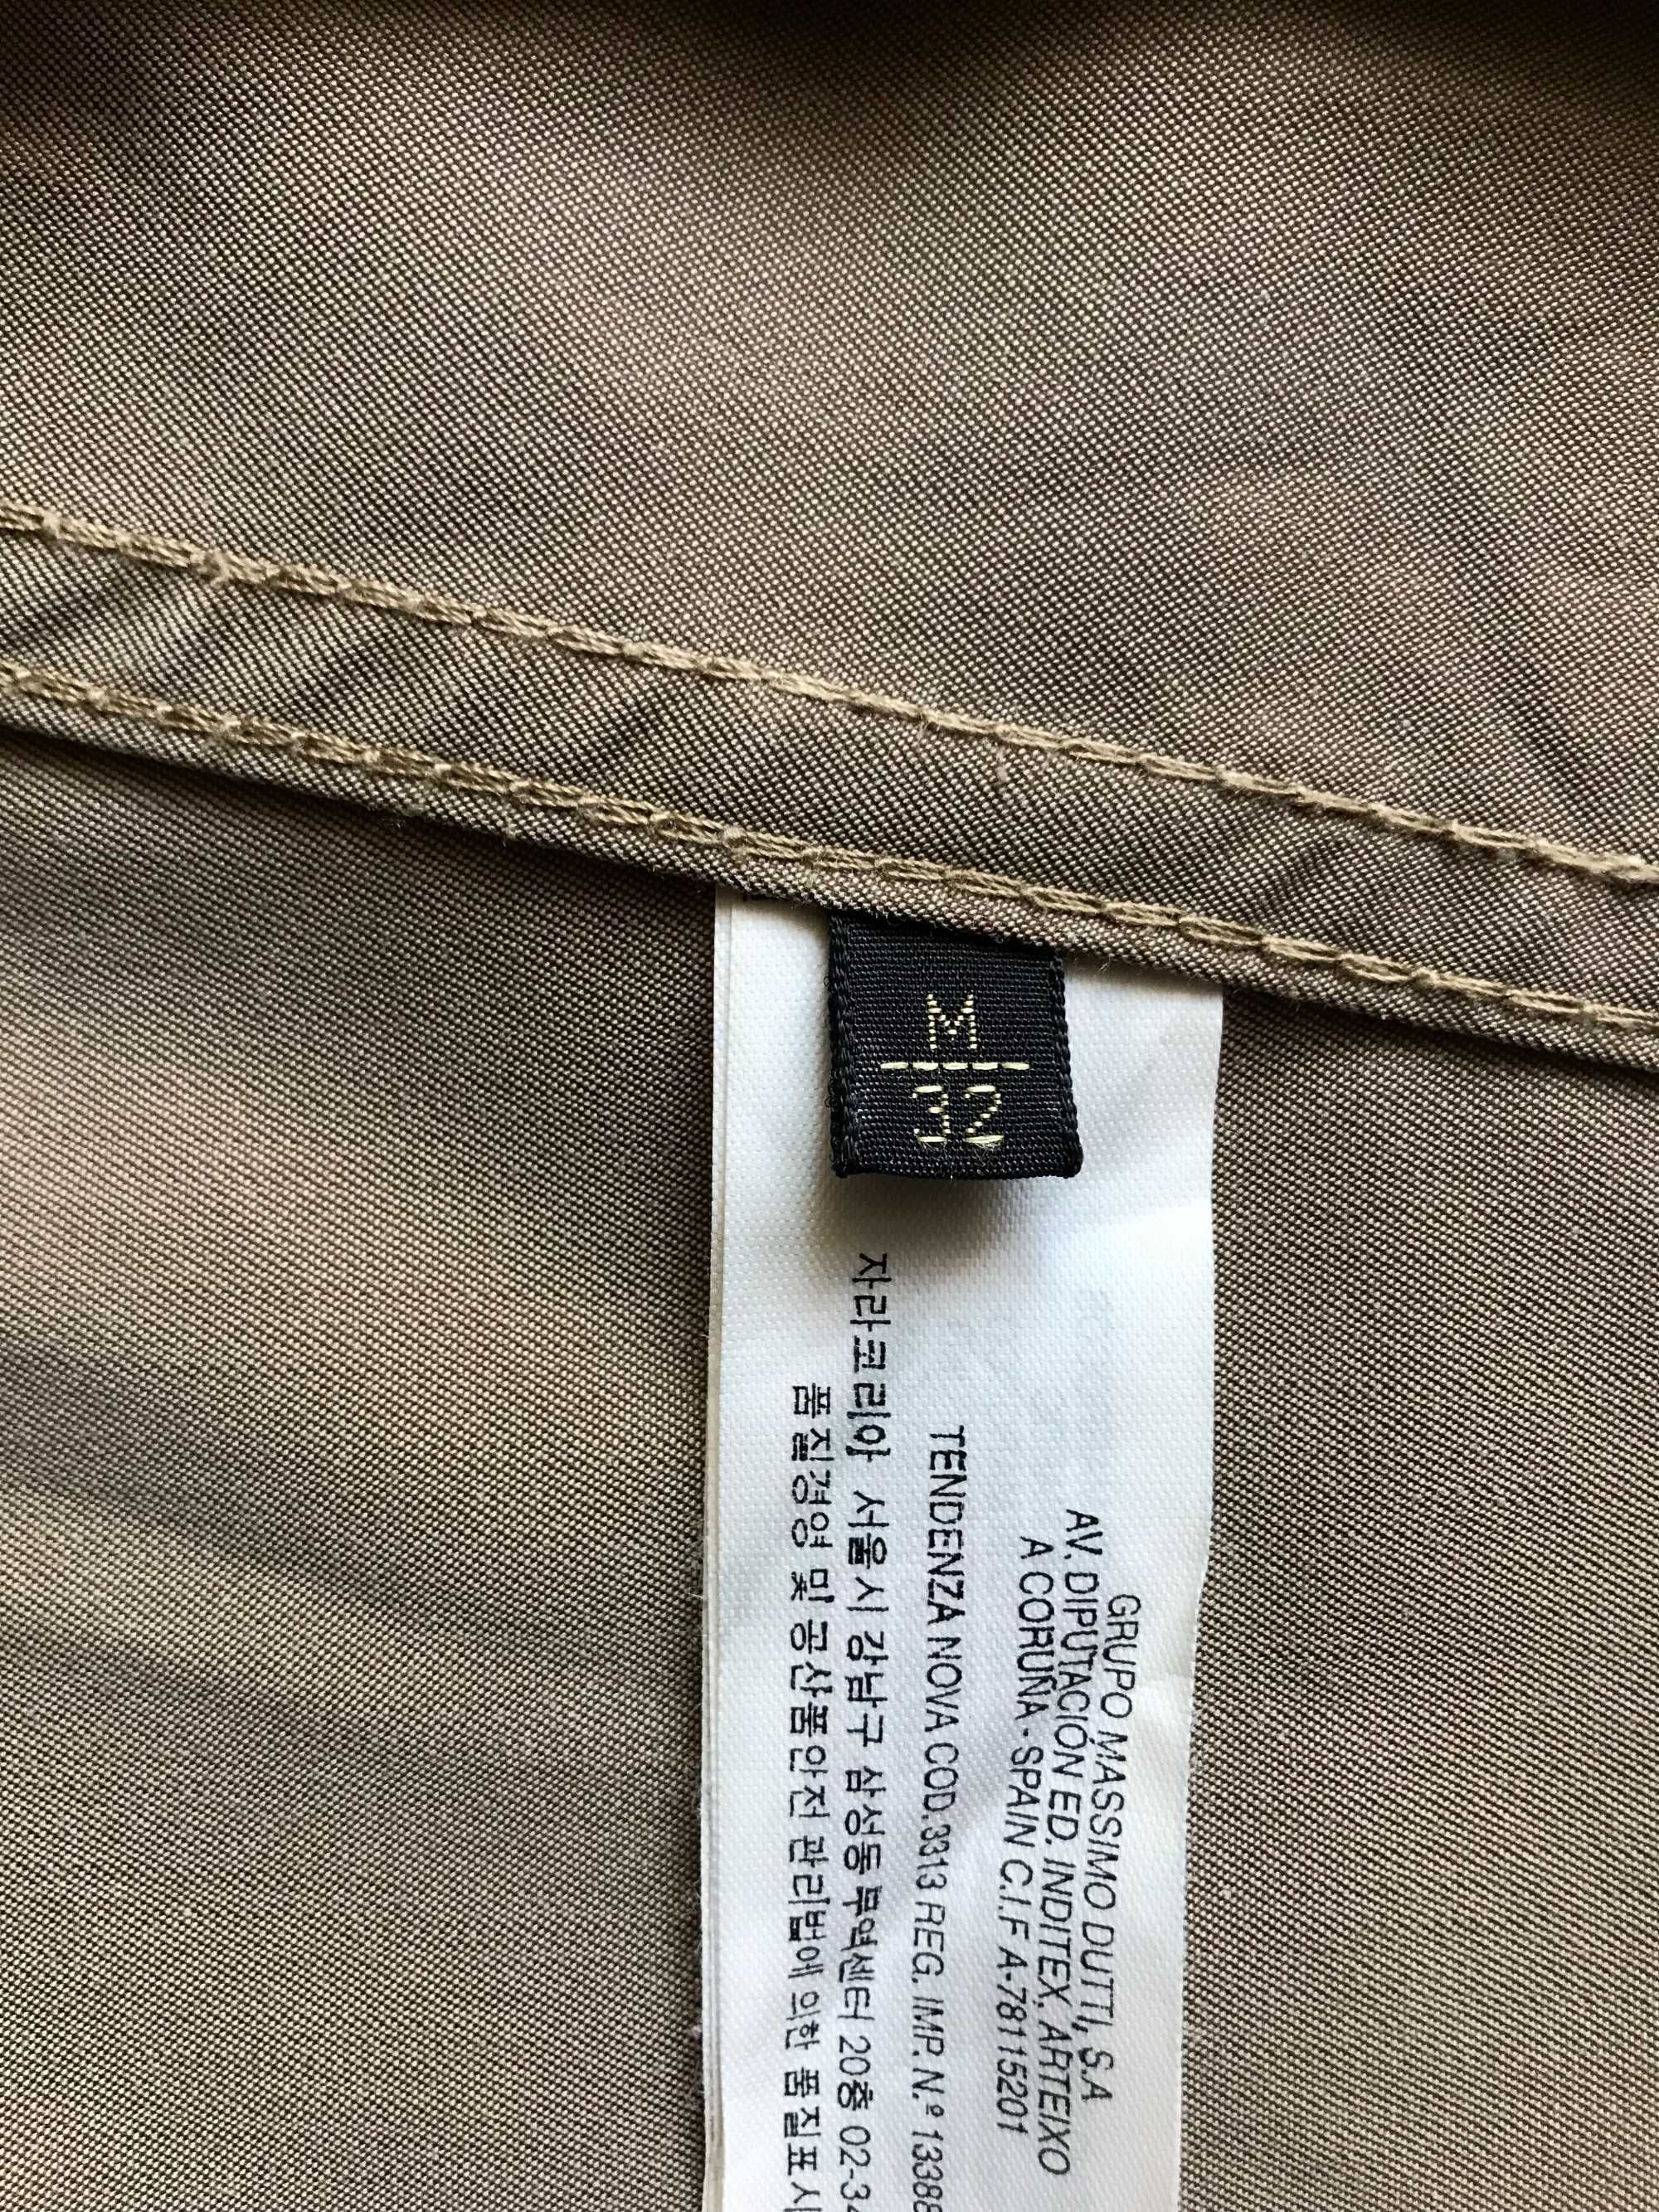 M
32
GRUPO MASSIMO DUTTI, S.A
AV. DIPUTACIÓN ED. INDITEX, ARTEIXO
A CORUÑA - SPAIN C.I.F A-78115201
TENDENZA NOVA COD.3313 REG. IMP. N.º 13388
자라코리아 서울시 강남구 삼성동 무역센터 20층 02-34
품질경영 및 공산품안전 관리법에 의한 품질표시